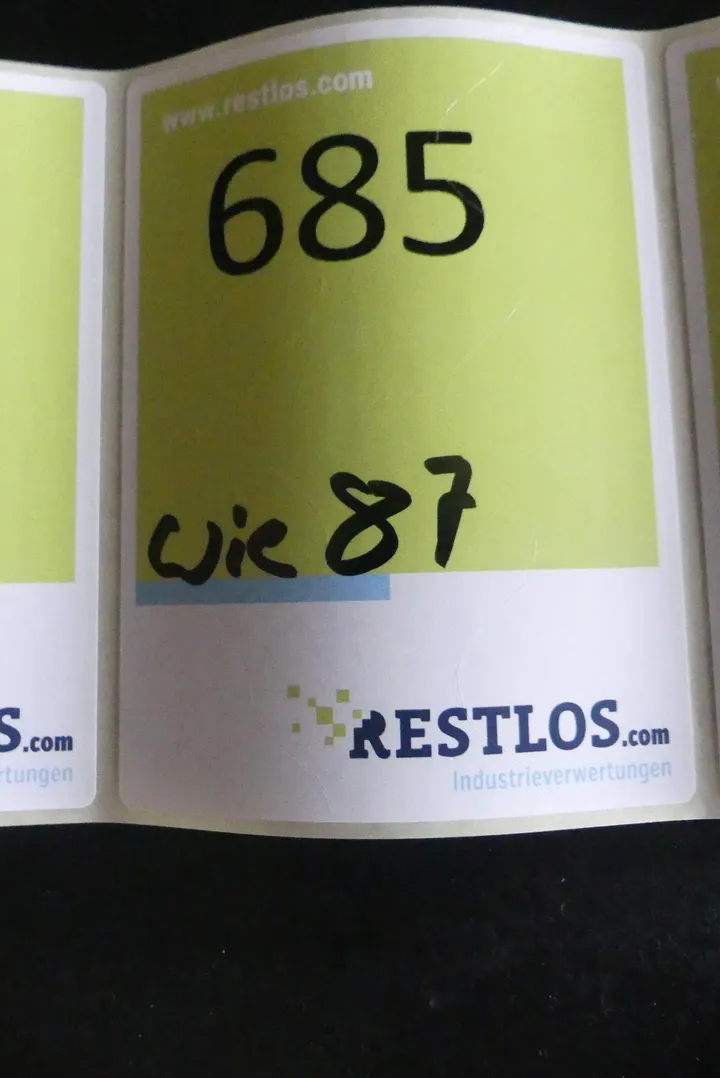 www.restlos.com
685
wie 87
RESTLOS.com
Industrieverwertungen
S.com
rtungen